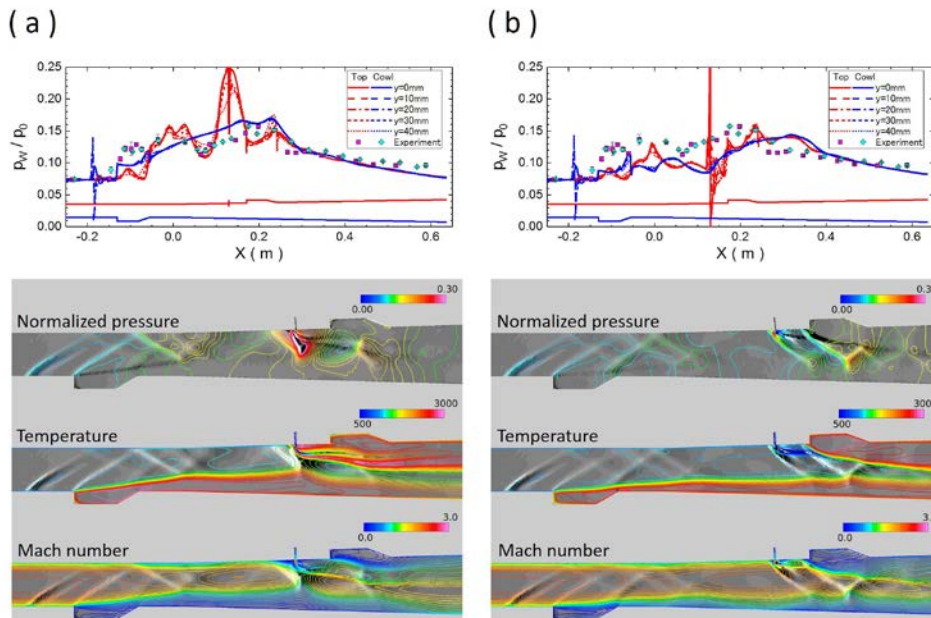 ( a )
0.25
0.20
0.15
0.10
0.05
0.00
pW / p0
-0.2 0.0 0.2 0.4 0.6
X ( m )
Top Cowl
y=0mm
y=10mm
y=20mm
y=30mm
y=40mm
Experiment
Normalized pressure
0.00 0.30
Temperature
500 3000
Mach number
0.0 3.0
( b )
0.25
0.20
0.15
0.10
0.05
0.00
pW / p0
-0.2 0.0 0.2 0.4 0.6
X ( m )
Top Cowl
y=0mm
y=10mm
y=20mm
y=30mm
y=40mm
Experiment
Normalized pressure
0.00 0.30
Temperature
500 300
Mach number
0.0 3.